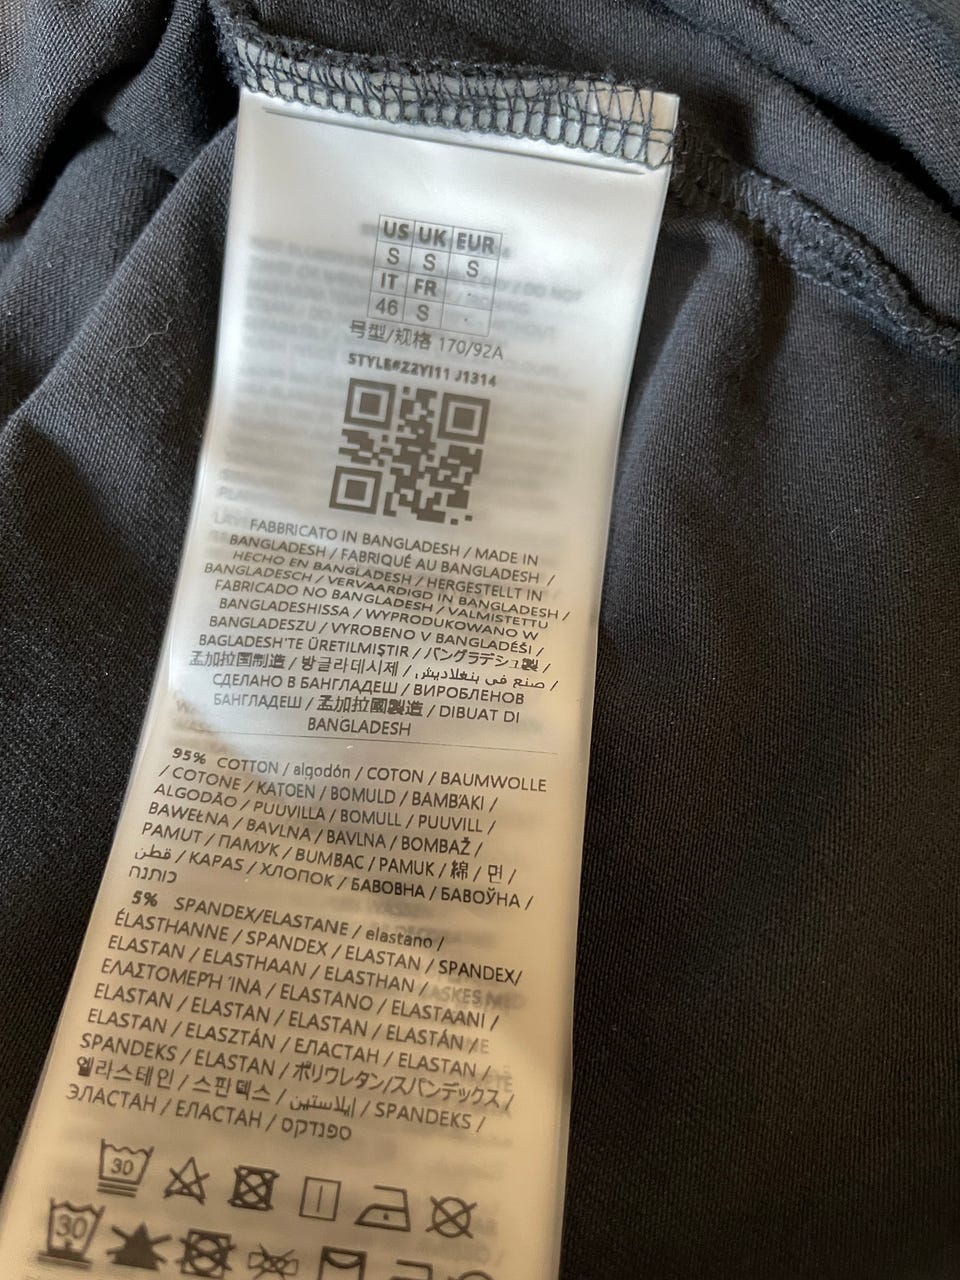 US UK EUR
S S S
IT FR
46 S
号型/规格 170/92A
STYLE#Z2YI11 J1314
FABBRICATO IN BANGLADESH / MADE IN
BANGLADESH / FABRIQUÉ AU BANGLADESH /
HECHO EN BANGLADESH / HERGESTELLT IN
BANGLADESCH / VERVAARDIGD IN BANGLADESH /
FABRICADO NO BANGLADESH / VALMISTETTU
BANGLADESHISSA / WYPRODUKOWANO W
BANGLADESZU / VYROBENO V BANGLADÉŠI /
BAGLADESH'TE ÜRETILMIŞTIR / バングラデシュ製 /
孟加拉国制造 / 방글라데시제 / صنع في بنغلاديش /
СДЕЛАНО В БАНГЛАДЕШ / ВИРОБЛЕНОВ
БАНГЛАДЕШ / 孟加拉國製造 / DIBUAT DI
BANGLADESH
95% COTTON / algodón / COTON / BAUMWOLLE
/ COTONE / KATOEN / BOMULD / ΒΑΜΒΆΚΙ /
ALGODÃO / PUUVILLA / BOMULL / PUUVILL /
BAWEŁNA / BAVLNA / BAVLNA / BOMBAŽ /
PAMUT / ПАМУК / BUMBAC / PAMUK / 綿 / 면 /
قطن / KAPAS / ХЛОПОК / БАВОВНА / БАВОЎНА /
כותנה
5% SPANDEX/ELASTANE / elastano /
ÉLASTHANNE / SPANDEX / ELASTAN / SPANDEX/
ELASTAN / ELASTHAAN / ELASTHAN /
ΕΛΑΣΤΟΜΕΡΉ ΊΝΑ / ELASTANO / ELASTAANI /
ELASTAN / ELASTAN / ELASTAN / ELASTÁN /
ELASTAN / ELASZTÁN / ЕЛАСТАН / ELASTAN /
SPANDEKS / ELASTAN / ポリウレタン/スパンデックス /
엘라스테인 / 스판덱스 / إيلاستين / SPANDEKS /
ЭЛАСТАН / ЕЛАСТАН / ספנדקס
30
30